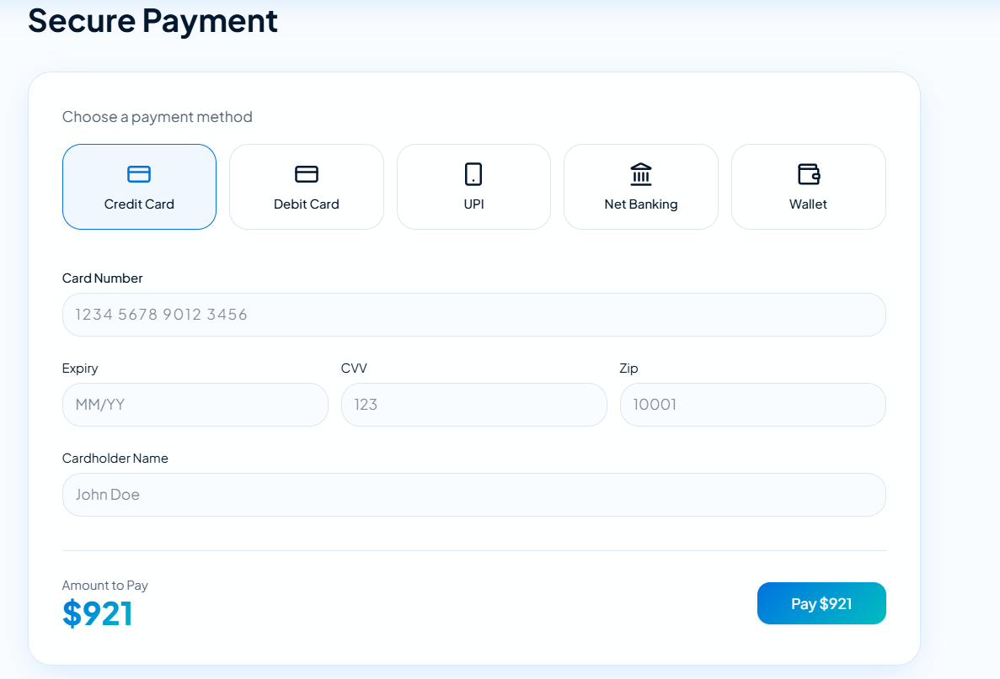 Secure Payment
Choose a payment method
Credit Card
Debit Card
UPI
Net Banking
Wallet
Card Number
1234 5678 9012 3456
Expiry
CVV
Zip
MM/YY
123
10001
Cardholder Name
John Doe
Amount to Pay
$921
Pay $921